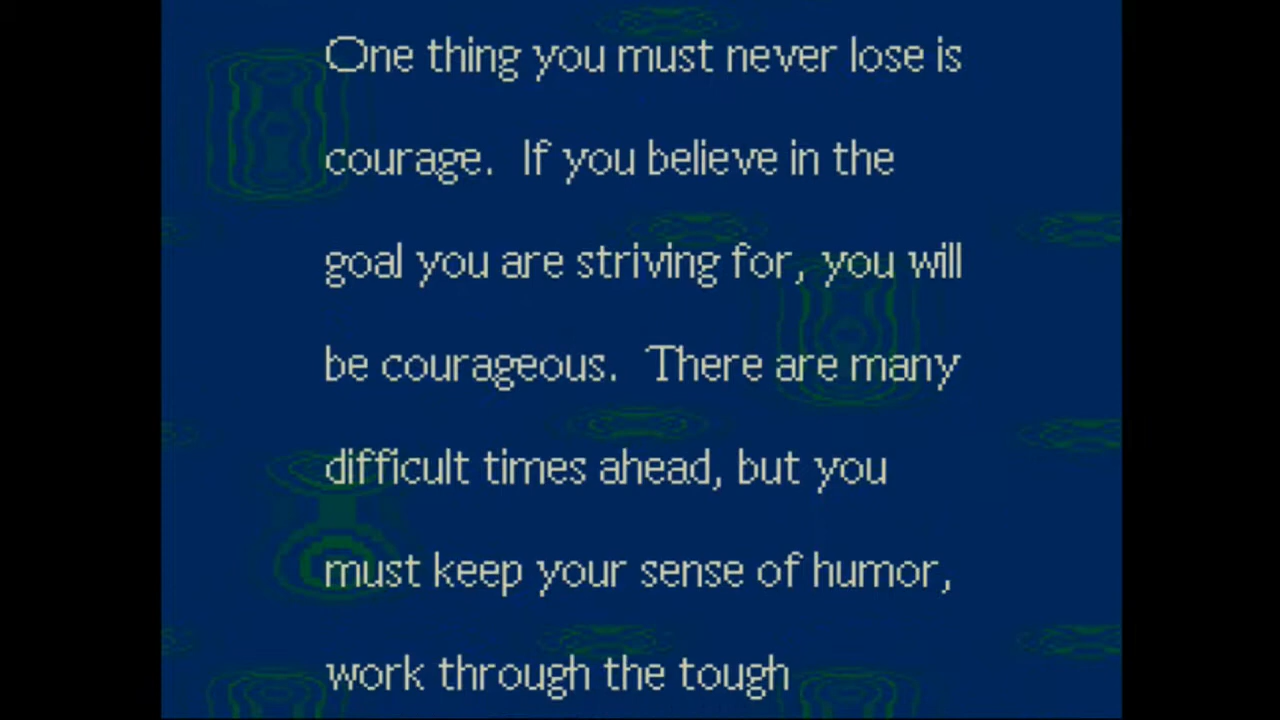 One thing you must never lose is
courage.  If you believe in the
goal you are striving for, you will
be courageous.  There are many
difficult times ahead, but you
must keep your sense of humor,
work through the tough